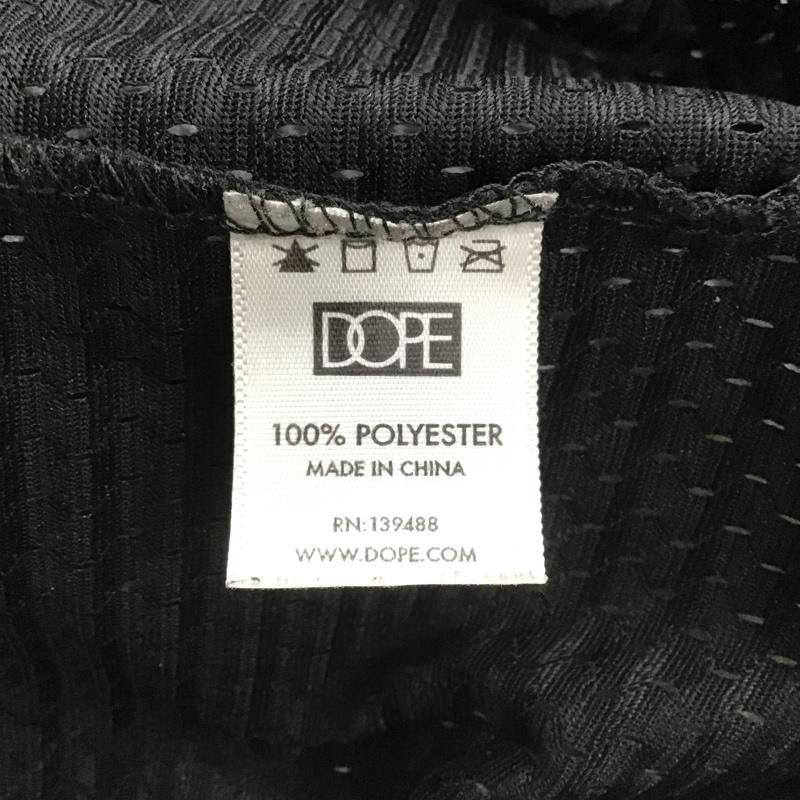 DOPE
100% POLYESTER
MADE IN CHINA
RN:139488
WWW.DOPE.COM